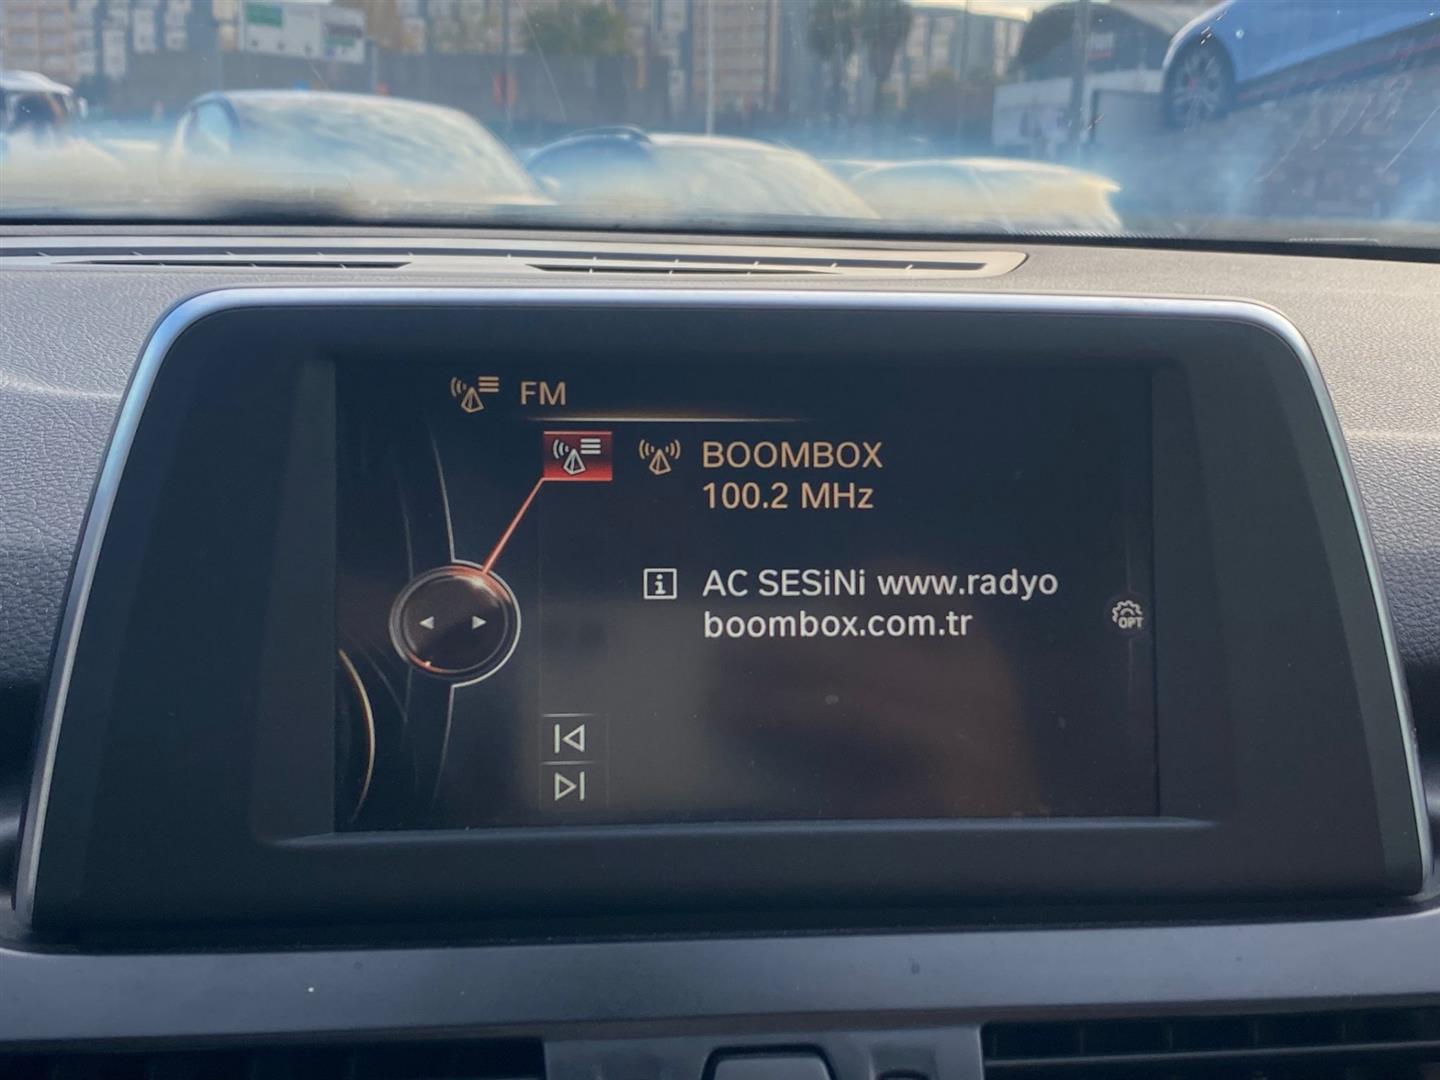 FM
BOOMBOX
100.2 MHz
AC SESiNi www.radyo
boombox.com.tr
OPT